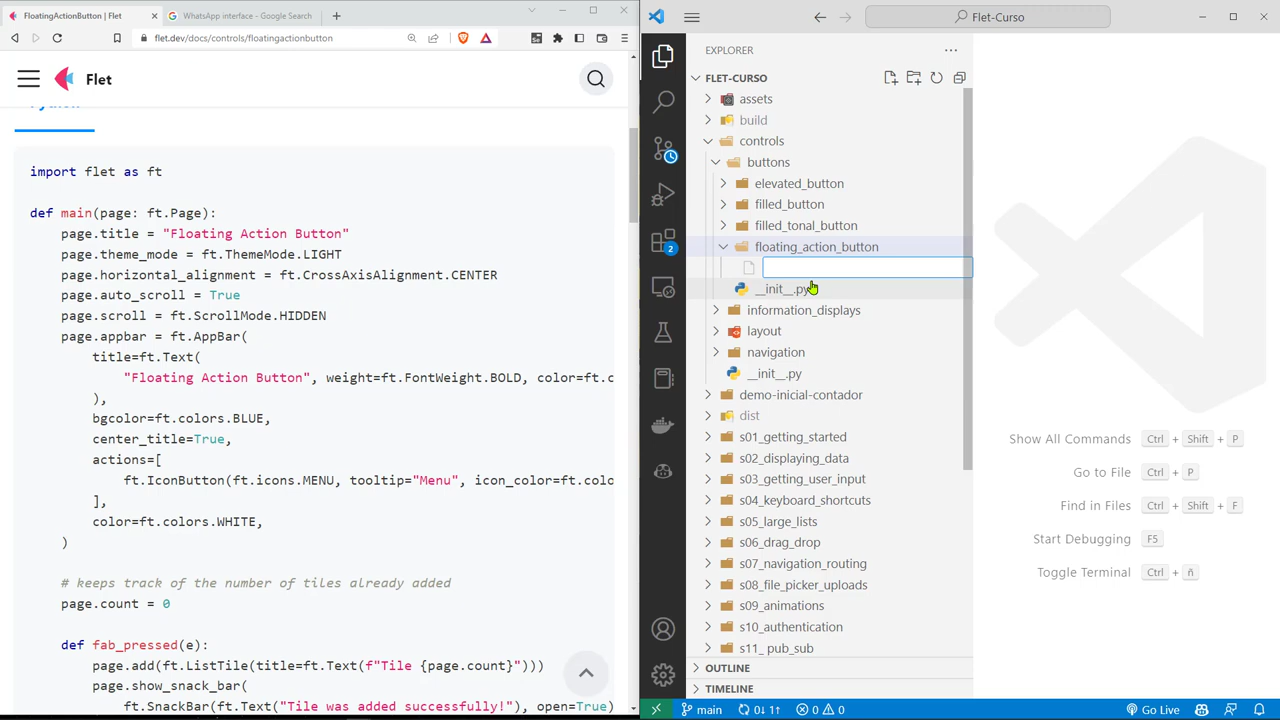 FloatingActionButton | Flet
WhatsApp interface - Google Search
flet.dev/docs/controls/floatingactionbutton
Flet
import flet as ft
def main(page: ft.Page):
page.title = "Floating Action Button"
page.theme_mode = ft.ThemeMode.LIGHT
page.horizontal_alignment = ft.CrossAxisAlignment.CENTER
page.auto_scroll = True
page.scroll = ft.ScrollMode.HIDDEN
page.appbar = ft.AppBar(
title=ft.Text(
"Floating Action Button", weight=ft.FontWeight.BOLD, color=ft.c
),
bgcolor=ft.colors.BLUE,
center_title=True,
actions=[
ft.IconButton(ft.icons.MENU, tooltip="Menu", icon_color=ft.colo
],
color=ft.colors.WHITE,
)
# keeps track of the number of tiles already added
page.count = 0
def fab_pressed(e):
page.add(ft.ListTile(title=ft.Text(f"Tile {page.count}")))
page.show_snack_bar(
ft.SnackBar(ft.Text("Tile was added successfully!"), open=True)
Flet-Curso
EXPLORER
FLET-CURSO
assets
build
controls
buttons
elevated_button
filled_button
filled_tonal_button
floating_action_button
__init__.py
information_displays
layout
navigation
__init__.py
demo-inicial-contador
dist
s01_getting_started
s02_displaying_data
s03_getting_user_input
s04_keyboard_shortcuts
s05_large_lists
s06_drag_drop
s07_navigation_routing
s08_file_picker_uploads
s09_animations
s10_authentication
s11_ pub_sub
OUTLINE
TIMELINE
2
Show All Commands Ctrl + Shift + P
Go to File Ctrl + P
Find in Files Ctrl + Shift + F
Start Debugging F5
Toggle Terminal Ctrl + ñ
main 0↓ 1↑ 0 0 Go Live